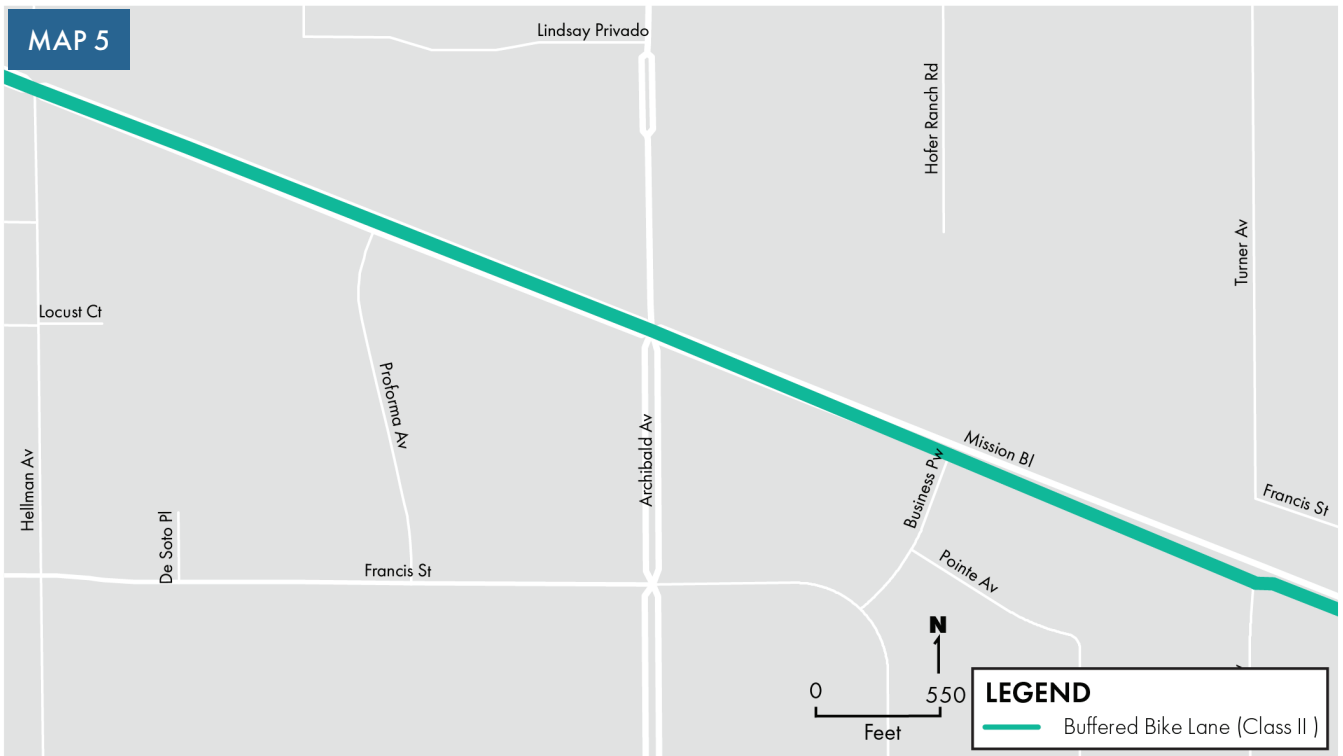 MAP 5
Lindsay Privado
Hofer Ranch Rd
Turner Av
Locust Ct
Proforma Av
Archibald Av
Mission Bl
Hellman Av
Business Pw
Francis St
De Soto Pl
Francis St
Pointe Av
N
0 550
Feet
LEGEND
Buffered Bike Lane (Class II )